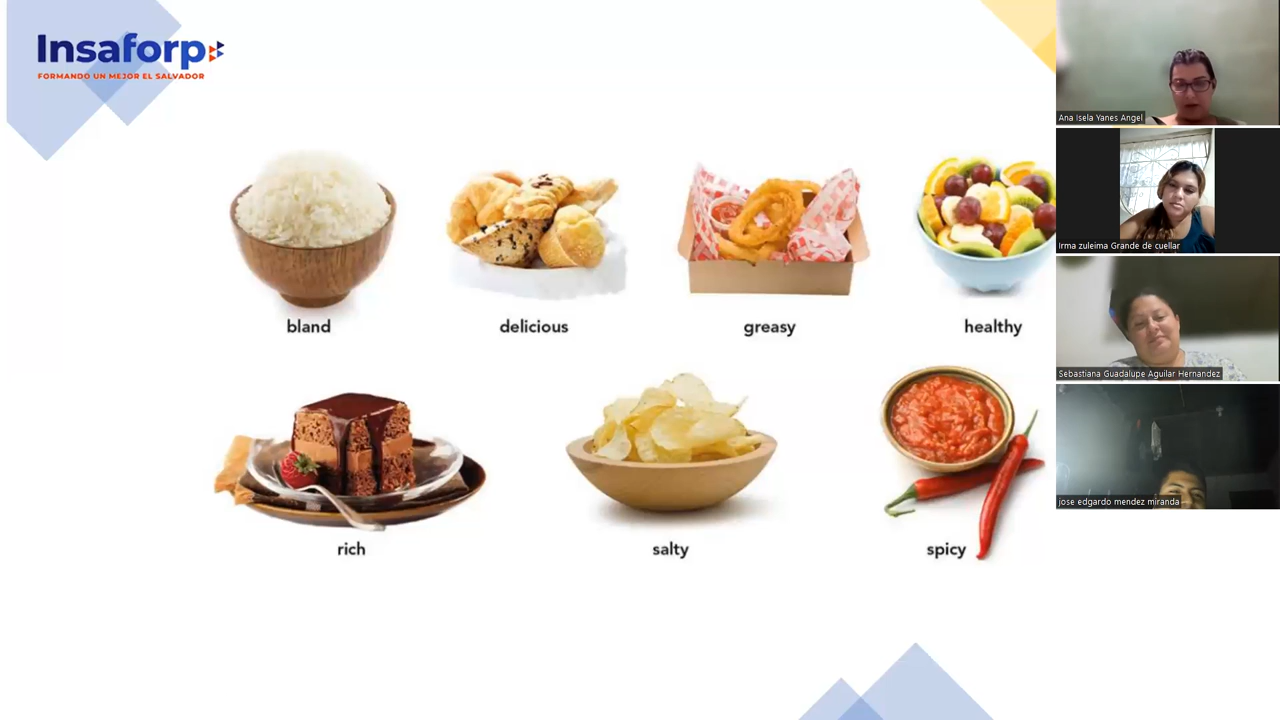 Insaforp
FORMANDO UN MEJOR EL SALVADOR
bland
delicious
greasy
healthy
rich
salty
spicy
Ana Isela Yanes Angel
Irma zuleima Grande de cuellar
Sebastiana Guadalupe Aguilar Hernandez
jose edgardo mendez miranda